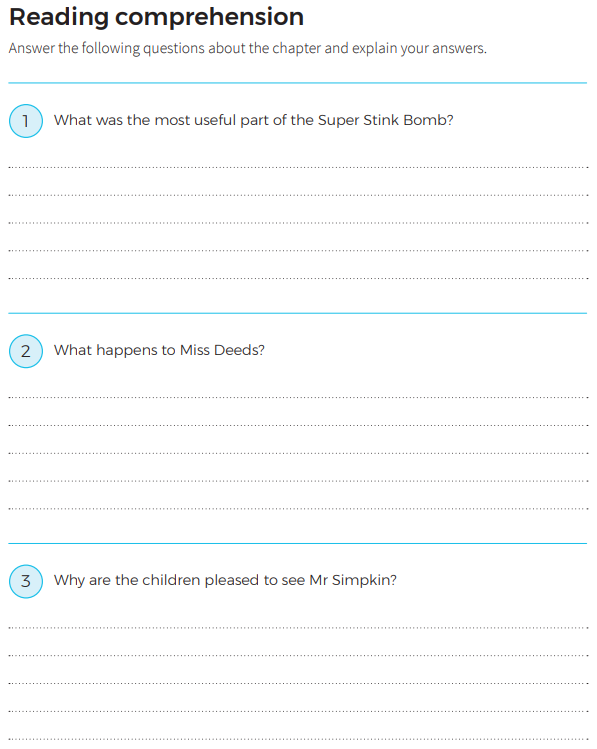 Reading comprehension
Answer the following questions about the chapter and explain your answers.
1 What was the most useful part of the Super Stink Bomb?
2 What happens to Miss Deeds?
3 Why are the children pleased to see Mr Simpkin?